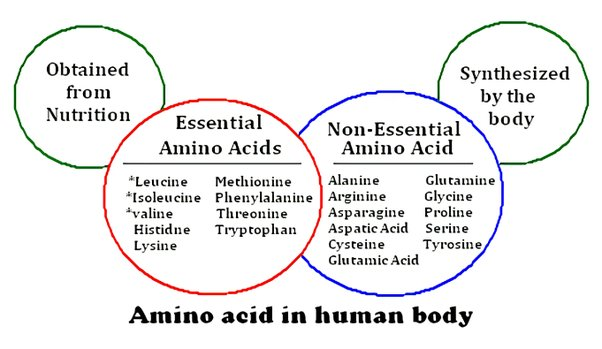 Obtained
from
Nutrition
Synthesized
by the
body
Essential
Amino Acids
*Leucine
*Isoleucine
*valine
Histidne
Lysine
Methionine
Phenylalanine
Threonine
Tryptophan
Non-Essential
Amino Acid
Alanine
Arginine
Asparagine
Aspatic Acid
Cysteine
Glutamic Acid
Glutamine
Glycine
Proline
Serine
Tyrosine
Amino acid in human body